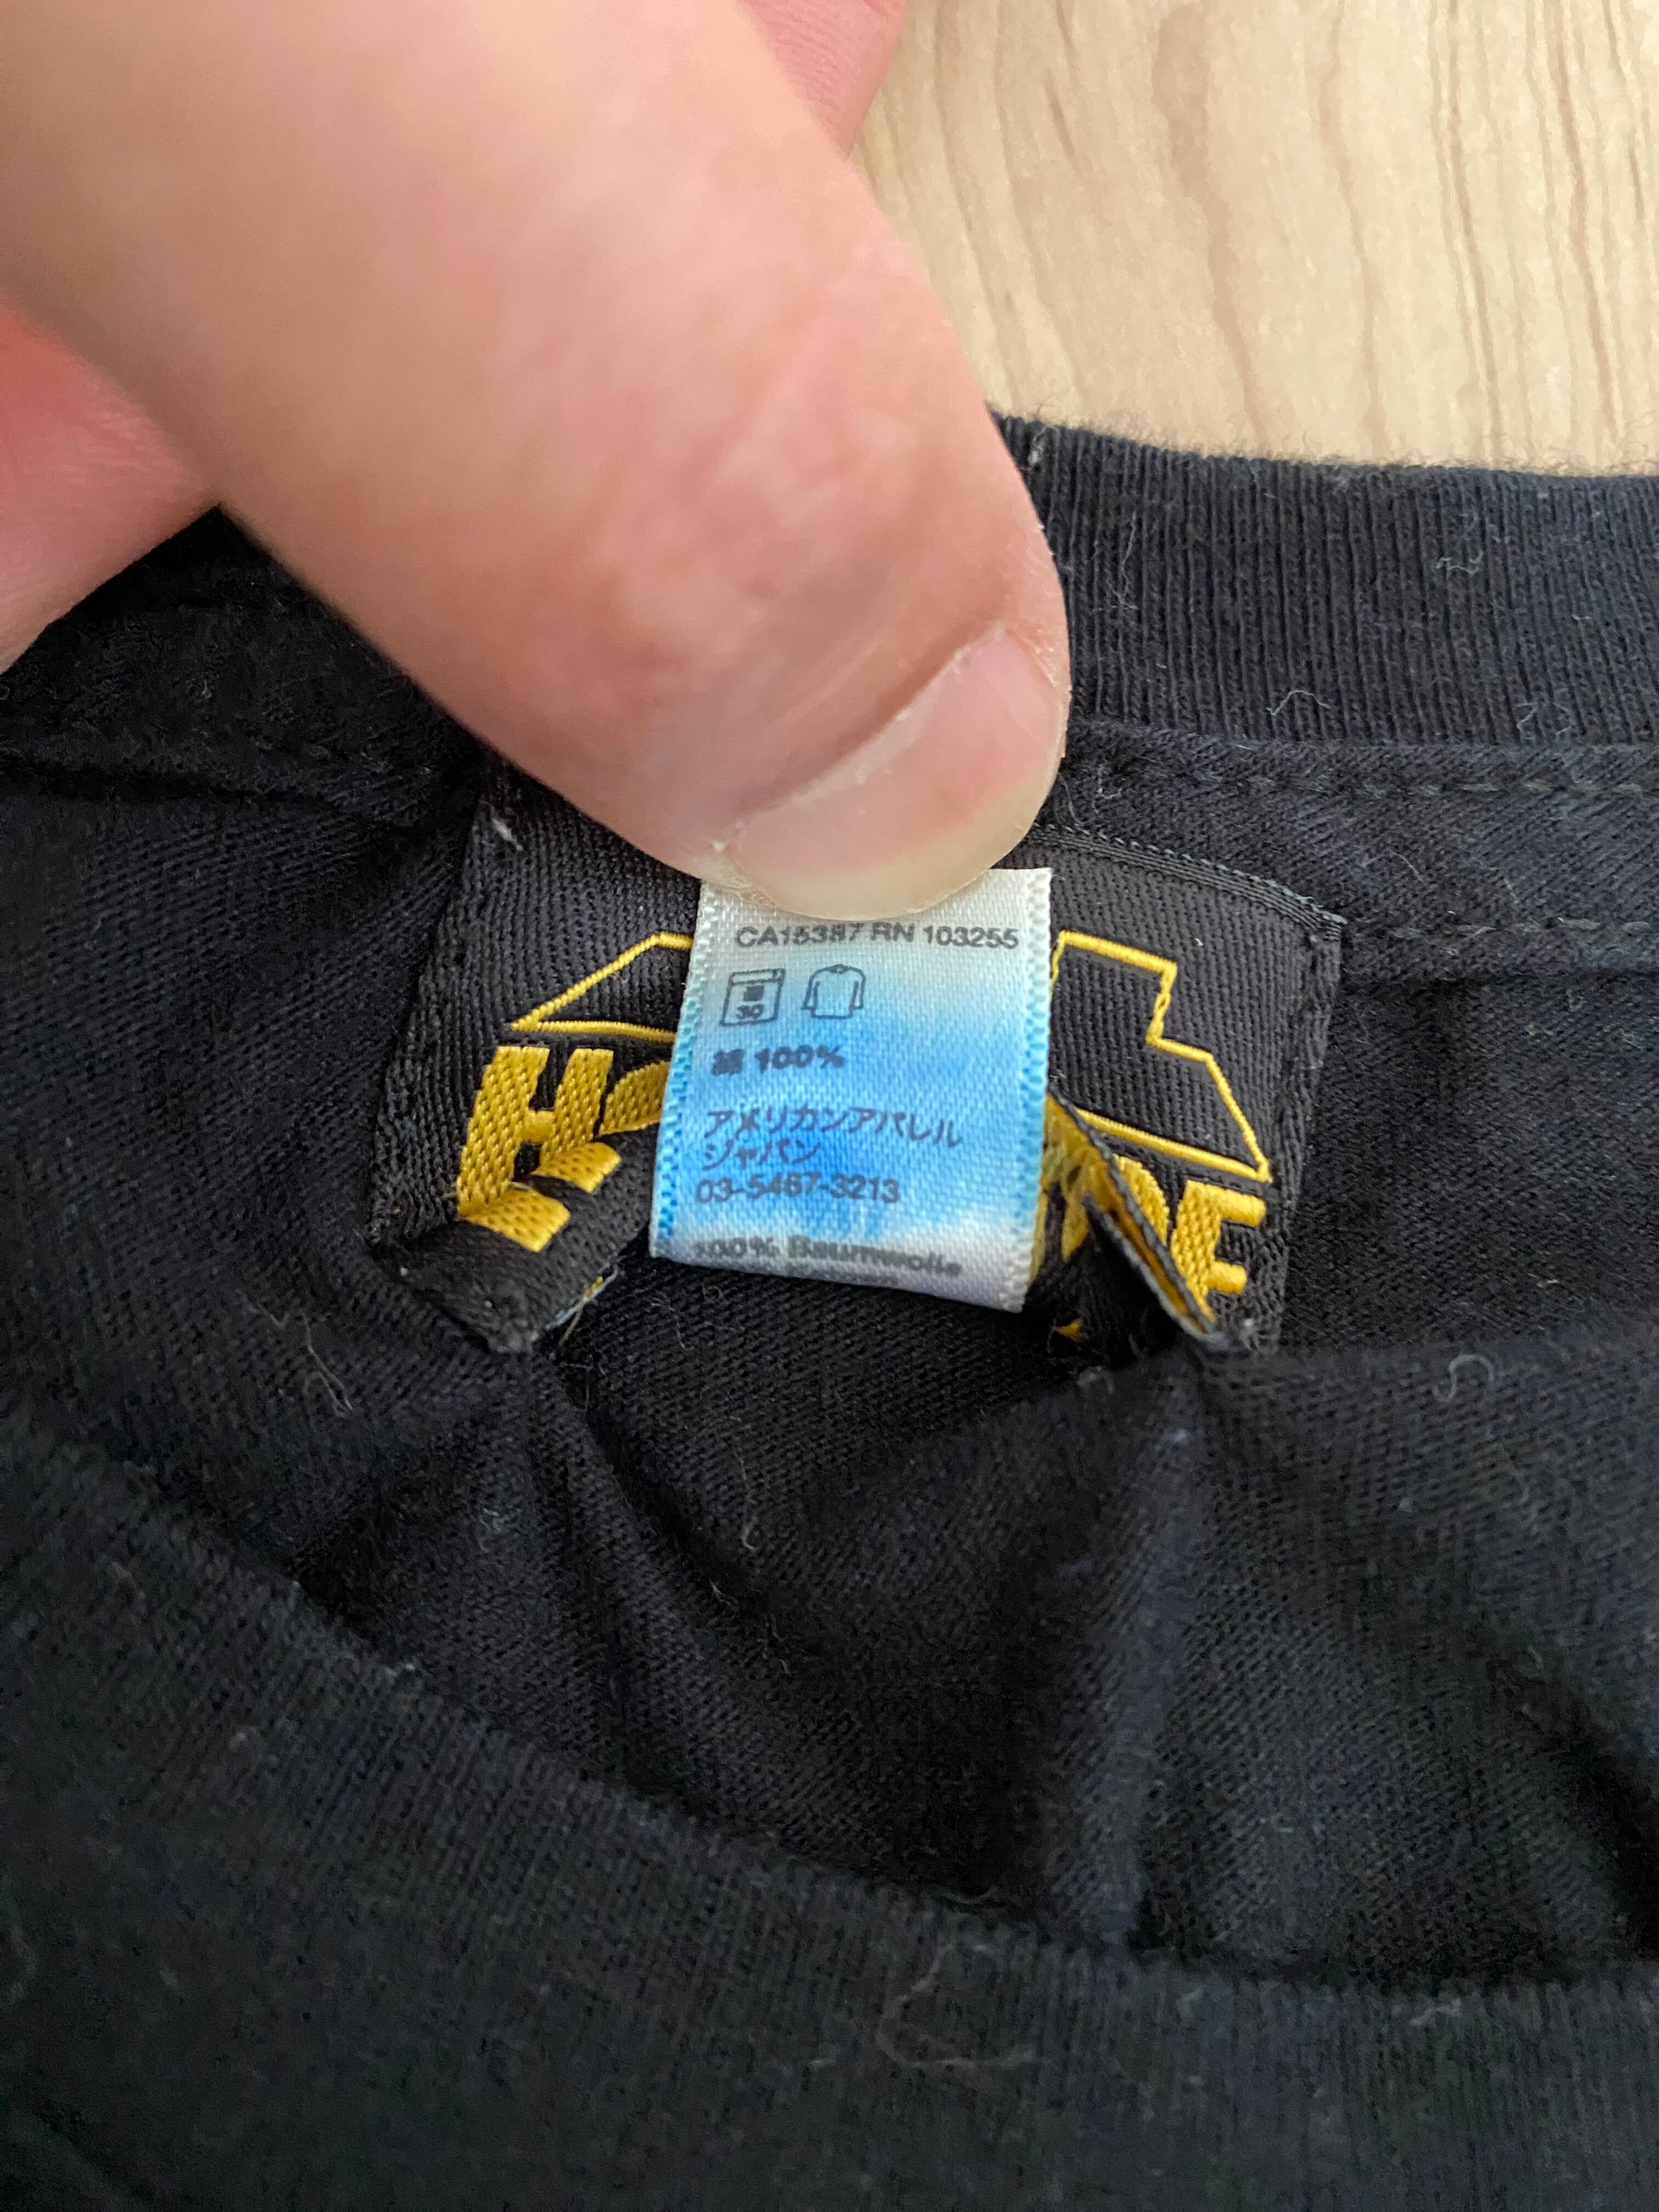 CA15387 RN 103255
30
綿 100%
アメリカンアパレル
ジャパン
03-5467-3213
100% Baumwolle